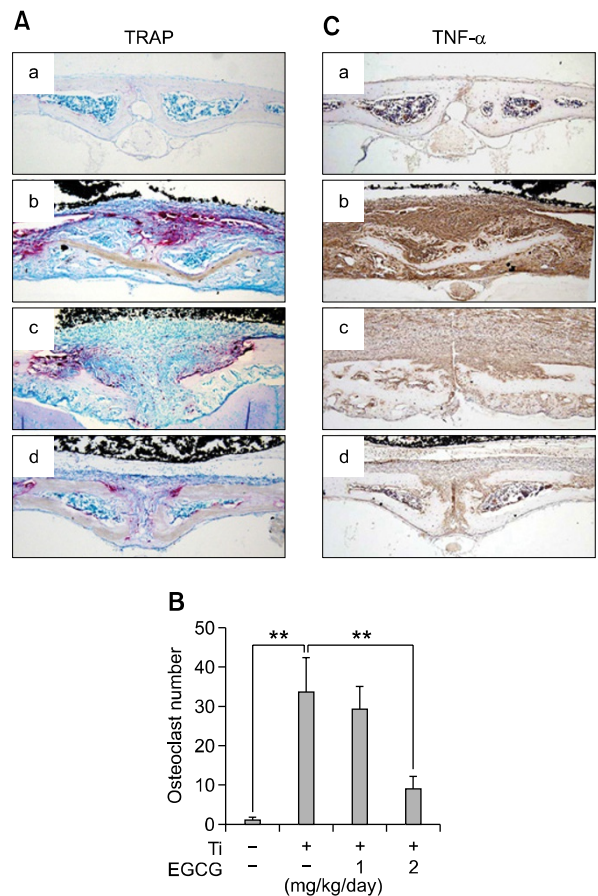 A
C
TRAP
TNF-α
a
a
b
b
c
c
d
d
B
50
40
30
20
10
0
Osteoclast number
**
**
Ti – + + +
EGCG – – 1 2
(mg/kg/day)